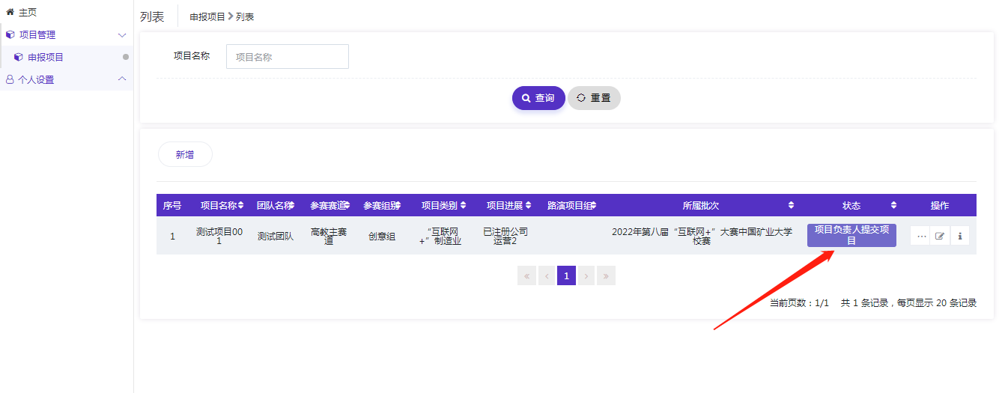 主页
项目管理
申报项目
个人设置
列表
申报项目 列表
项目名称 项目名称
查询 重置
新增
序号 项目名称 团队名称 参赛赛道 参赛组别 项目类别 项目进展 路演项目组 所属批次 状态 操作
1 测试项目00
1 测试团队 高教主赛
道 创意组 “互联网
+”制造业 已注册公司
运营2 2022年第八届“互联网+”大赛中国矿业大学
校赛 项目负责人提交项
目
« ‹ 1 › »
当前页数：1/1 共 1 条记录，每页显示 20 条记录